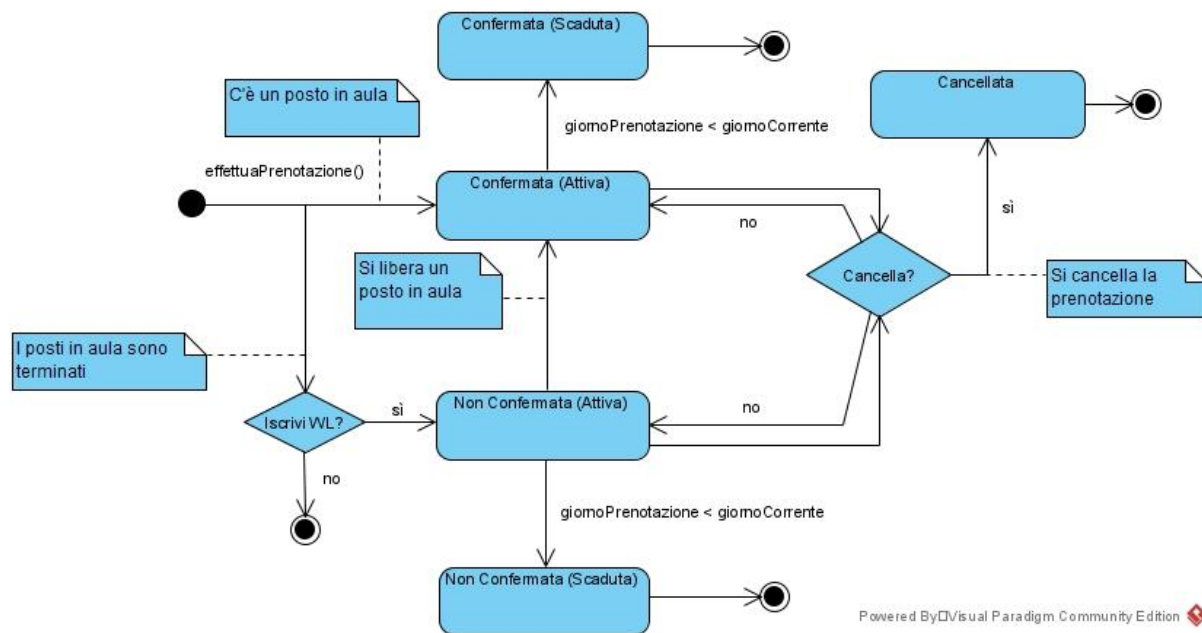 Confermata (Scaduta)
C'è un posto in aula
Cancellata
giornoPrenotazione < giornoCorrente
effettuaPrenotazione()
Confermata (Attiva)
sì
no
Si libera un
posto in aula
Cancella?
Si cancella la
prenotazione
I posti in aula sono
terminati
Non Confermata (Attiva)
no
Iscrivi WL?
sì
no
giornoPrenotazione < giornoCorrente
Non Confermata (Scaduta)
Powered By□Visual Paradigm Community Edition